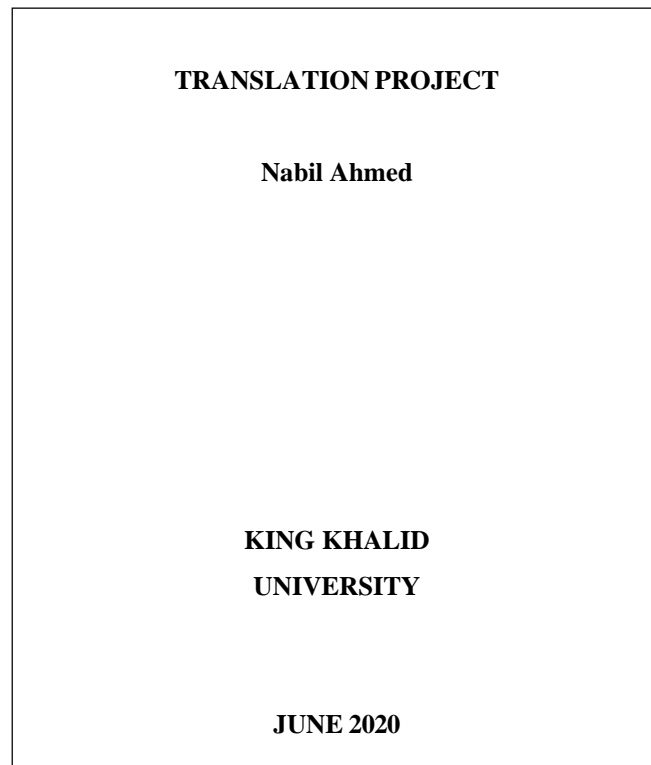 TRANSLATION PROJECT
Nabil Ahmed
KING KHALID
UNIVERSITY
JUNE 2020